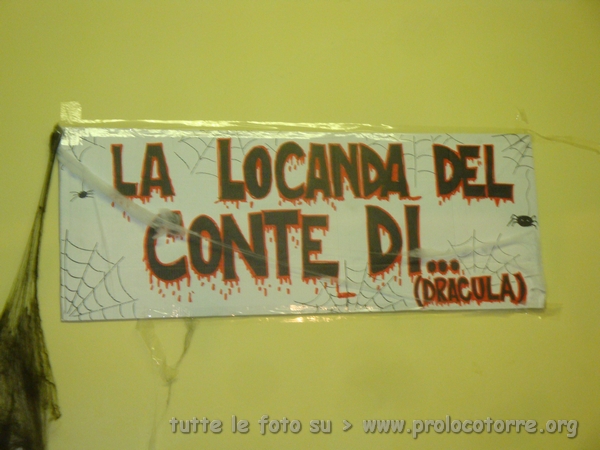 LA LOCANDA DEL
CONTE DI...
(DRACULA)
tutte le foto su > www.prolocotorre.org